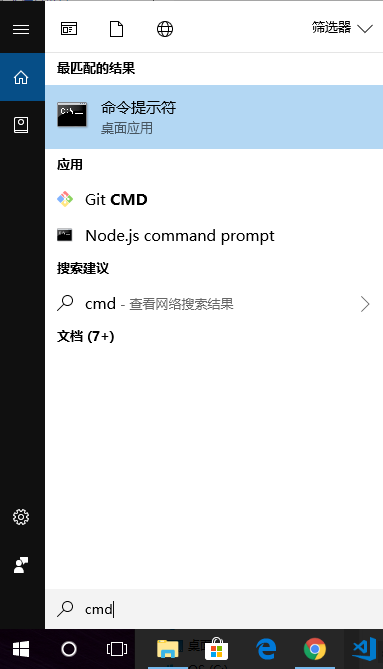 筛选器
最匹配的结果
命令提示符
桌面应用
应用
Git CMD
Node.js command prompt
搜索建议
cmd - 查看网络搜索结果
文档 (7+)
cmd